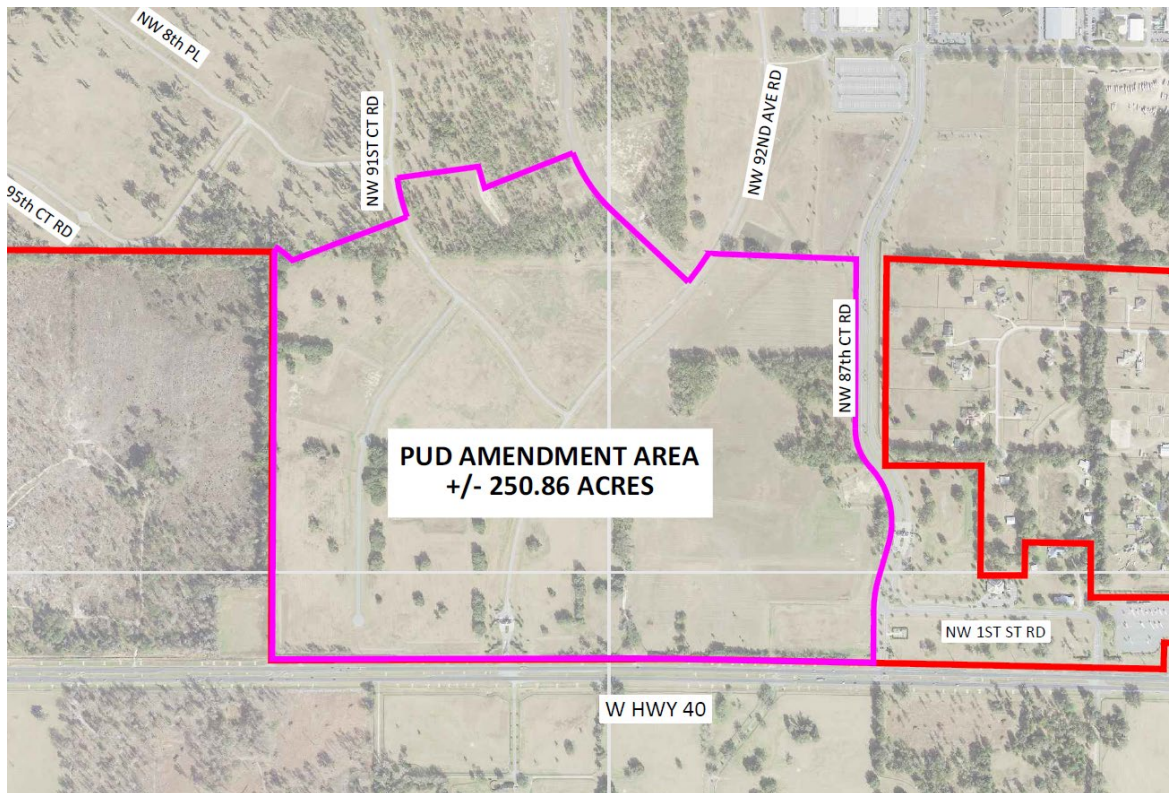 NW 8th PL
NW 91ST CT RD
NW 92ND AVE RD
95th CT RD
NW 87th CT RD
PUD AMENDMENT AREA
+/- 250.86 ACRES
NW 1ST ST RD
W HWY 40